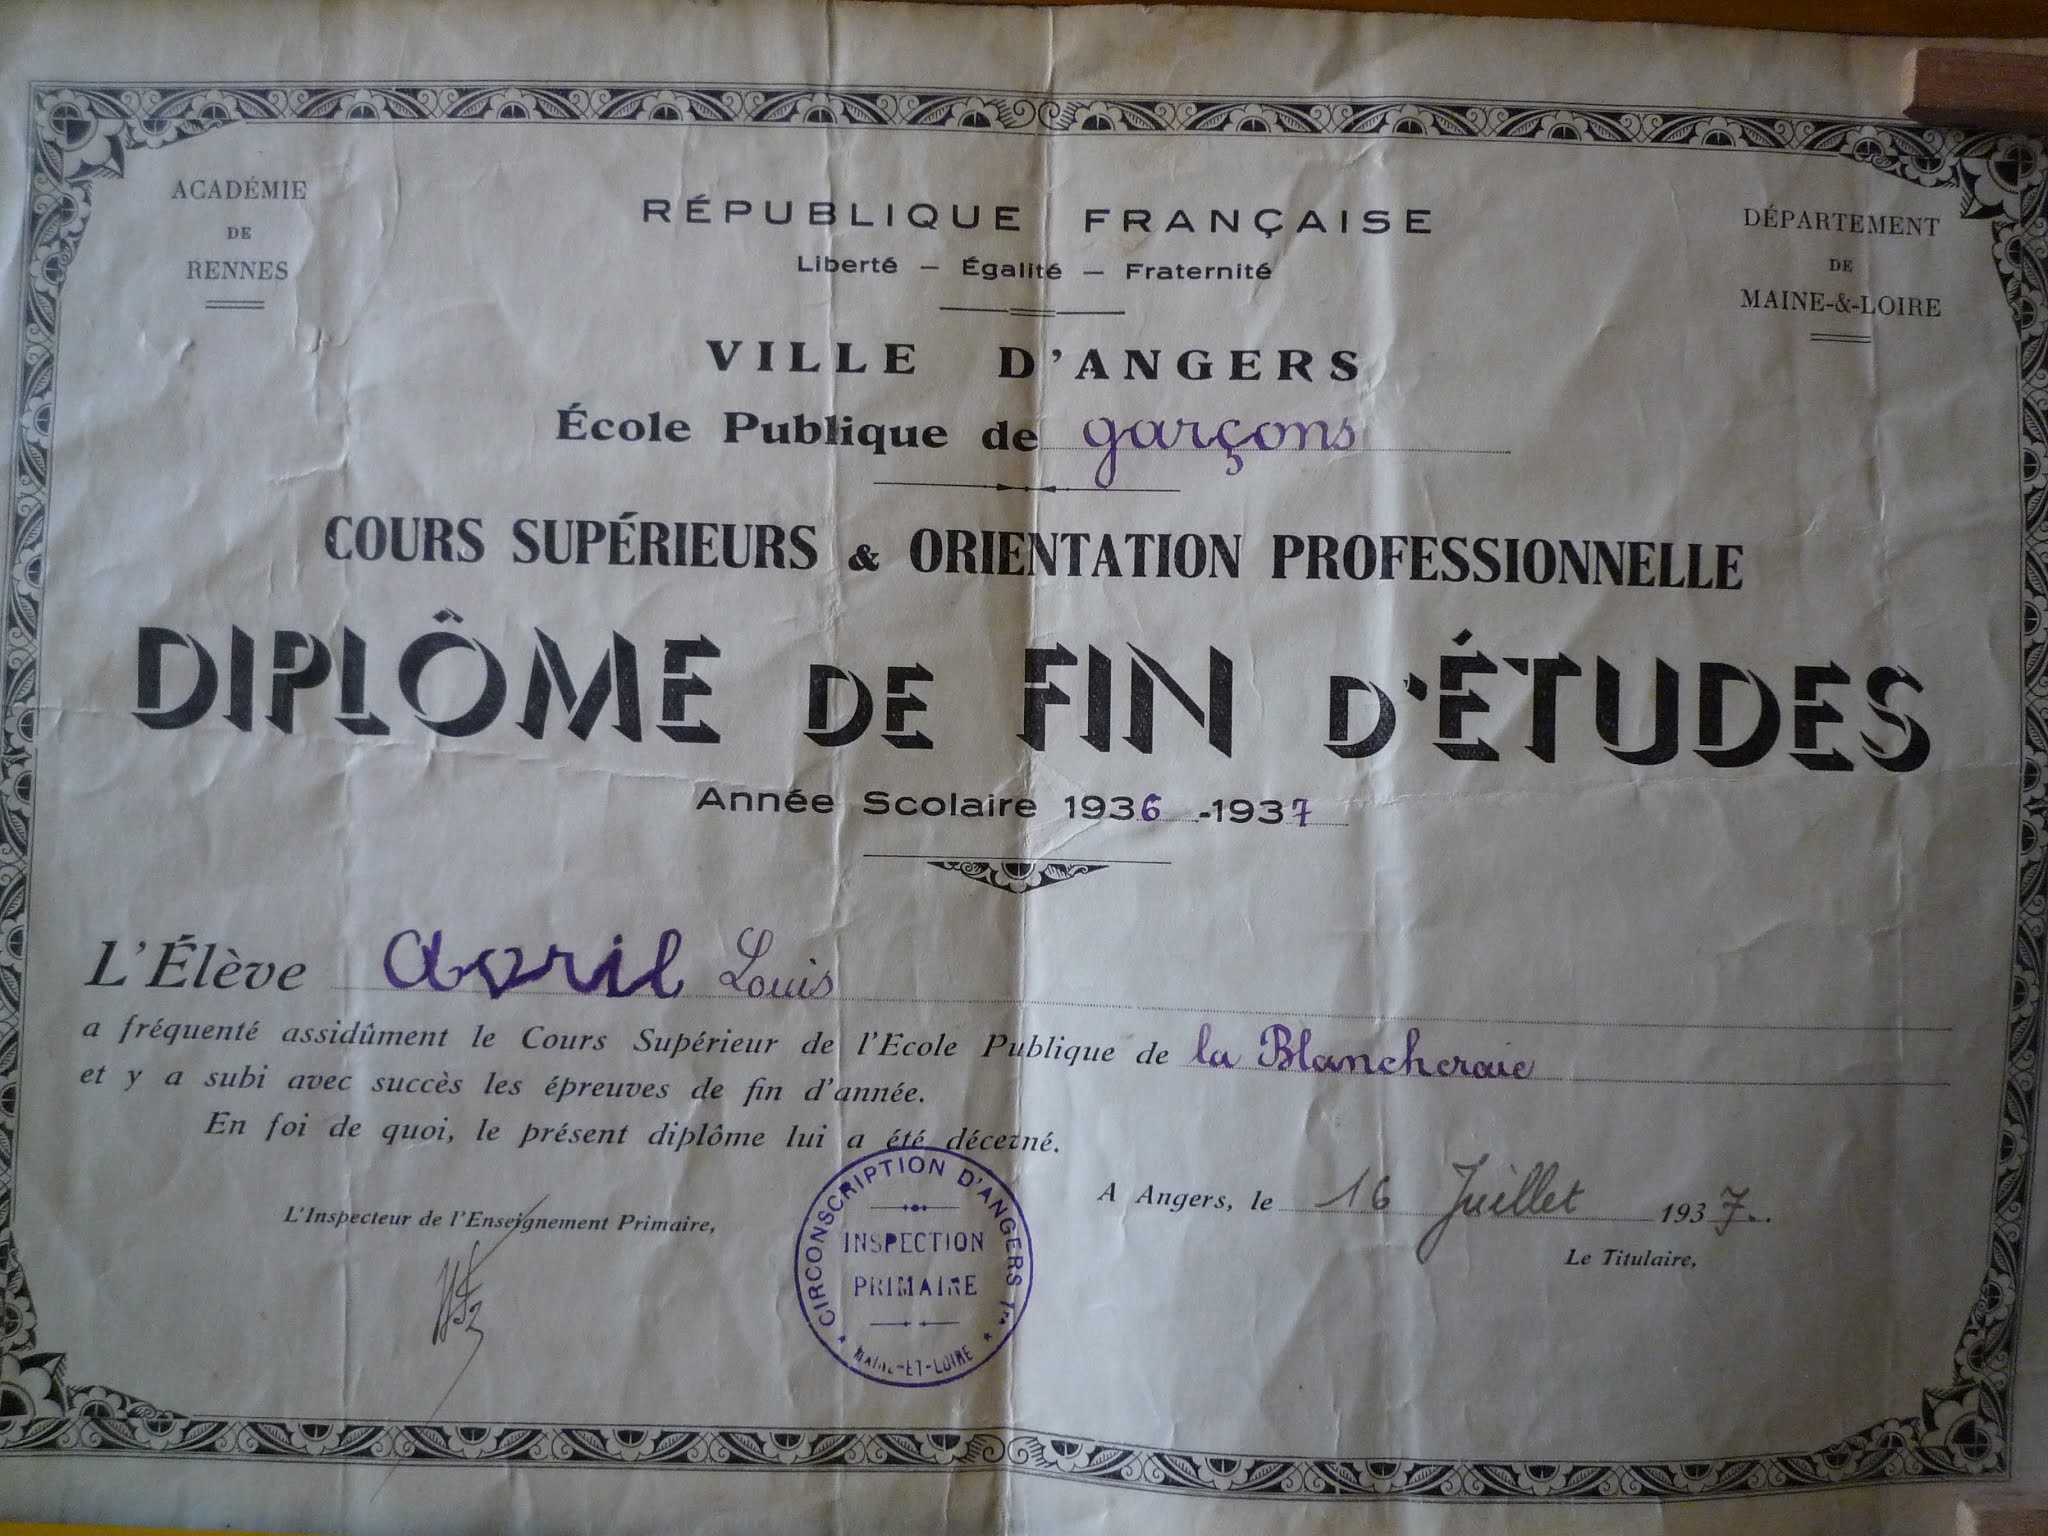 ACADÉMIE
DE
RENNES
RÉPUBLIQUE FRANÇAISE
Liberté — Égalité — Fraternité
DÉPARTEMENT
DE
MAINE-&-LOIRE
VILLE D'ANGERS
École Publique de garçons
COURS SUPÉRIEURS & ORIENTATION PROFESSIONNELLE
DIPLÔME DE FIN D'ÉTUDES
Année Scolaire 1936-1937
L'Élève Avril Louis
a fréquenté assidûment le Cours Supérieur de l'Ecole Publique de la Blancheraie
et y a subi avec succès les épreuves de fin d'année.
En foi de quoi, le présent diplôme lui a été décerné.
A Angers, le 16 Juillet 1937.
L'Inspecteur de l'Enseignement Primaire,
Le Titulaire,
CIRCONSCRIPTION D'ANGERS 1re
INSPECTION
PRIMAIRE
MAINE-ET-LOIRE